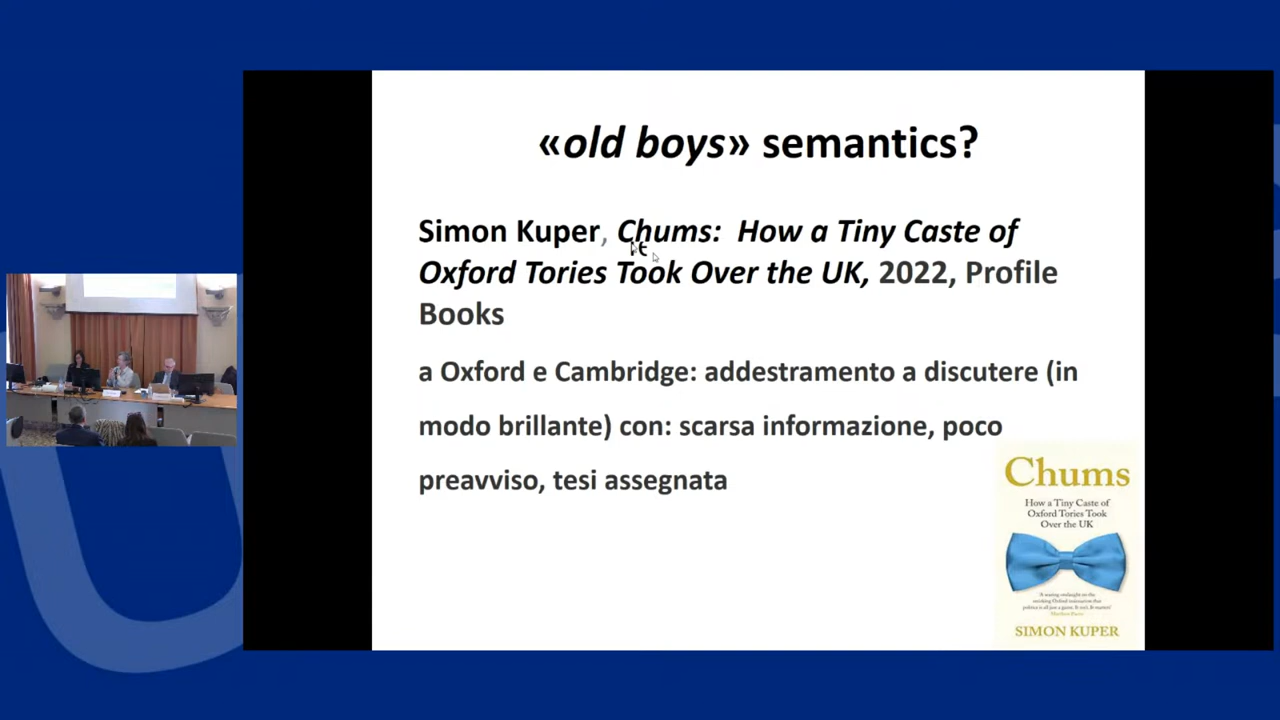 «old boys» semantics?
Simon Kuper, Chums: How a Tiny Caste of
Oxford Tories Took Over the UK, 2022, Profile
Books
a Oxford e Cambridge: addestramento a discutere (in
modo brillante) con: scarsa informazione, poco
preavviso, tesi assegnata
Chums
How a Tiny Caste of
Oxford Tories Took
Over the UK
SIMON KUPER